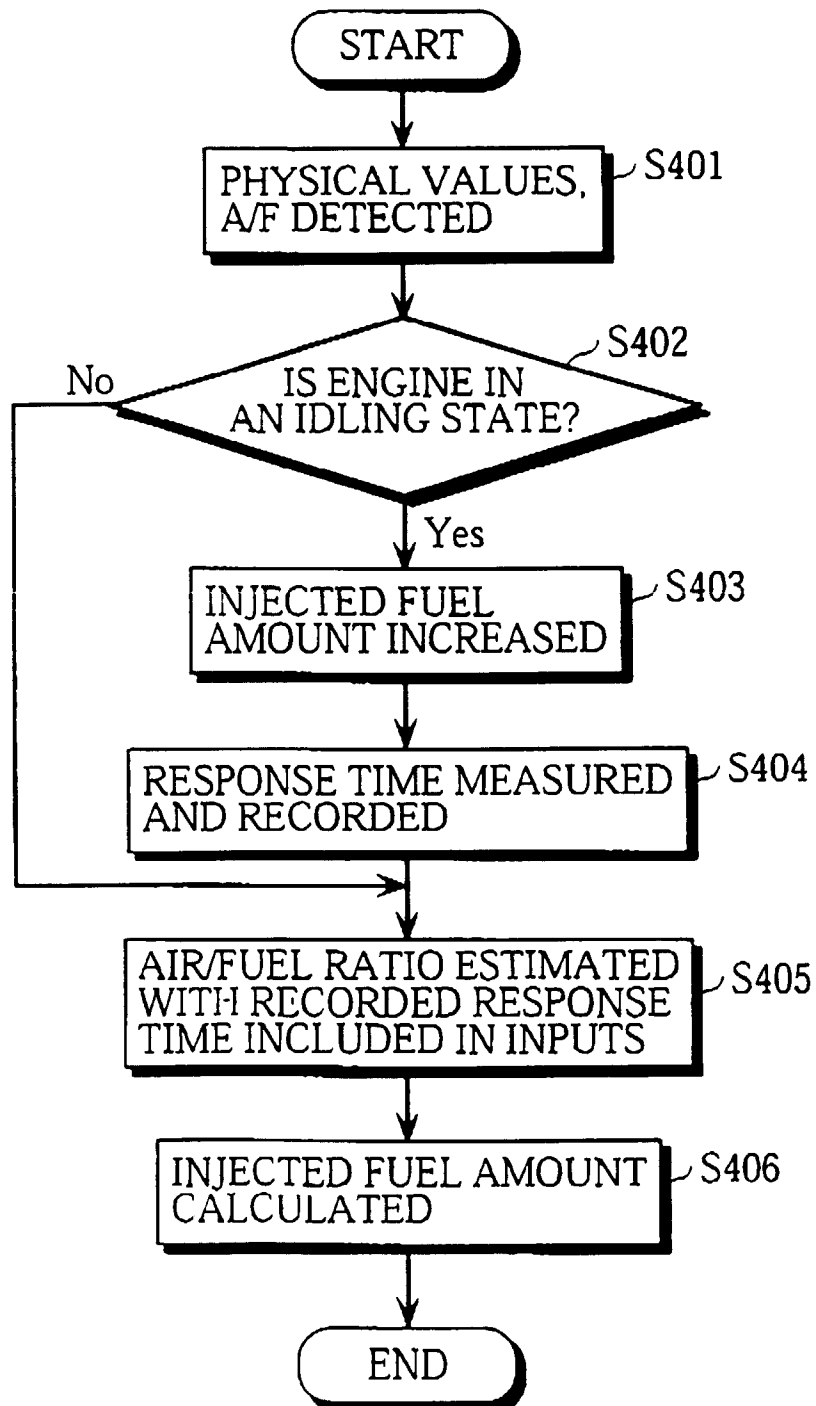 START
PHYSICAL VALUES,
A/F DETECTED
S401
IS ENGINE IN
AN IDLING STATE?
S402
No
Yes
INJECTED FUEL
AMOUNT INCREASED
S403
RESPONSE TIME MEASURED
AND RECORDED
S404
AIR/FUEL RATIO ESTIMATED
WITH RECORDED RESPONSE
TIME INCLUDED IN INPUTS
S405
INJECTED FUEL AMOUNT
CALCULATED
S406
END